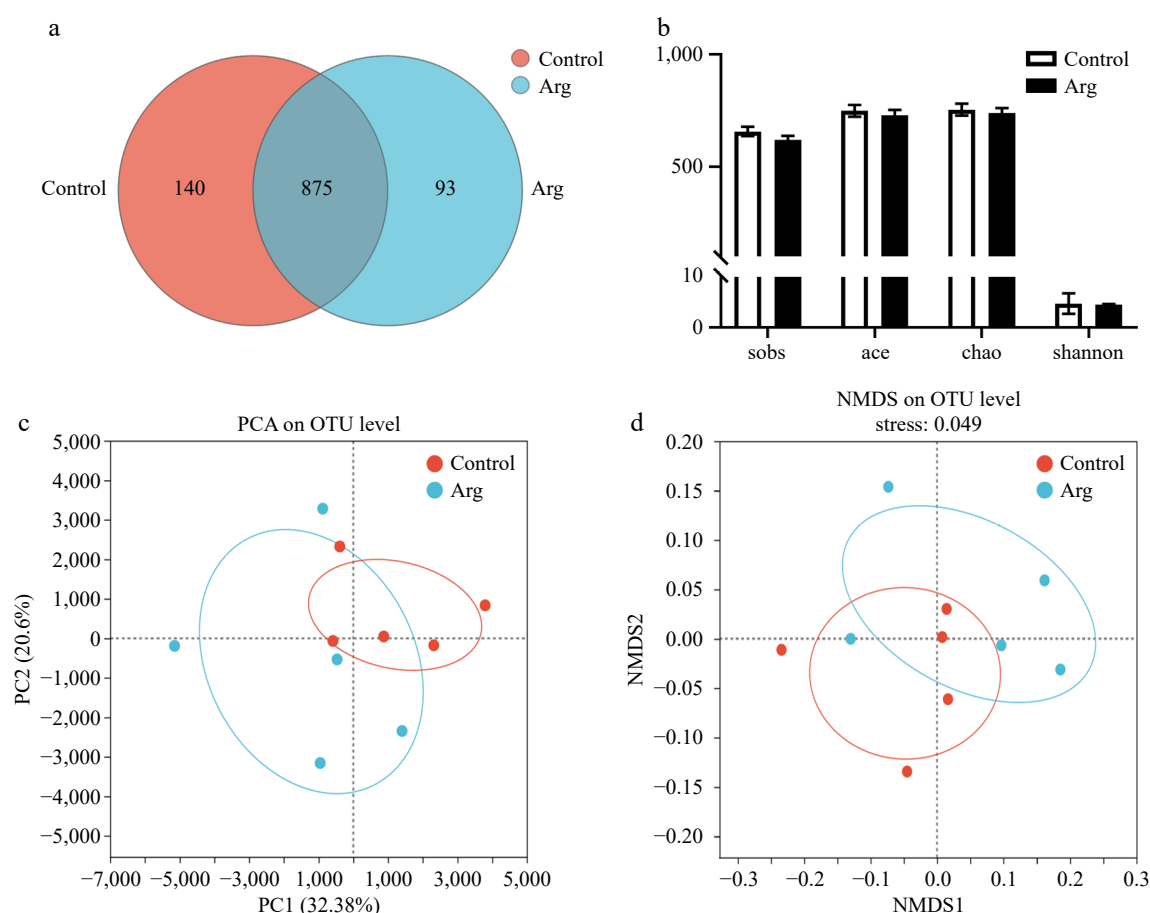 a
Control
Arg
Control
140
875
93
Arg
b
1,000
500
10
0
Control
Arg
sobs
ace
chao
shannon
c
PCA on OTU level
5,000
4,000
3,000
2,000
1,000
0
−1,000
−2,000
−3,000
−4,000
−5,000
PC2 (20.6%)
Control
Arg
−7,000 −5,000 −3,000 −1,000 1,000 3,000 5,000
PC1 (32.38%)
d
NMDS on OTU level
stress: 0.049
0.20
0.15
0.10
0.05
0.00
−0.05
−0.10
−0.15
−0.20
NMDS2
Control
Arg
−0.3 −0.2 −0.1 0.0 0.1 0.2 0.3
NMDS1